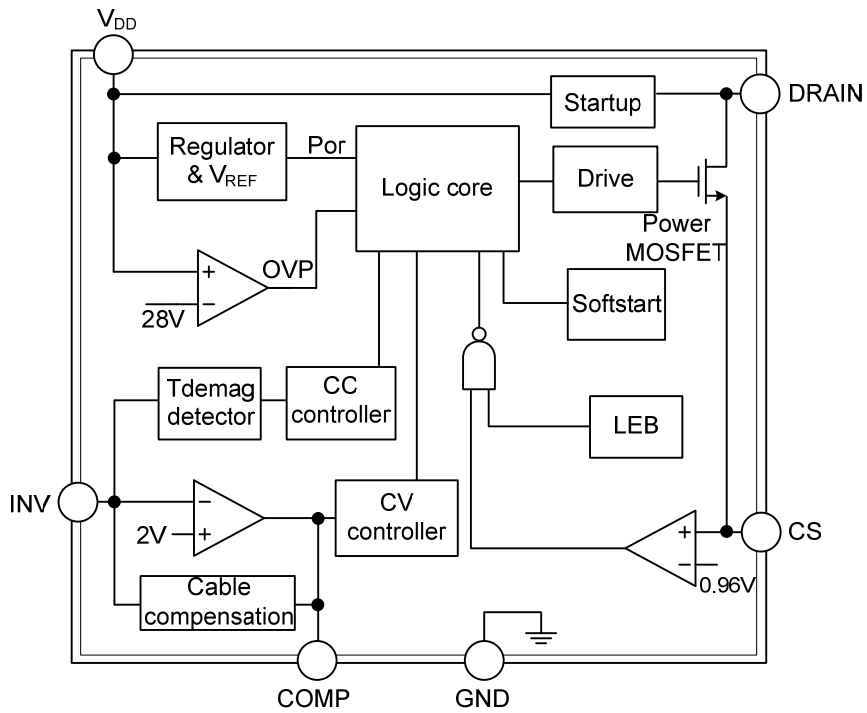 VDD
DRAIN
Startup
Regulator
& VREF
Por
Logic core
Drive
Power
MOSFET
+
OVP
−
28V
Softstart
Tdemag
detector
CC
controller
LEB
INV
−
2V
+
CV
controller
+
CS
−
0.96V
Cable
compensation
COMP
GND